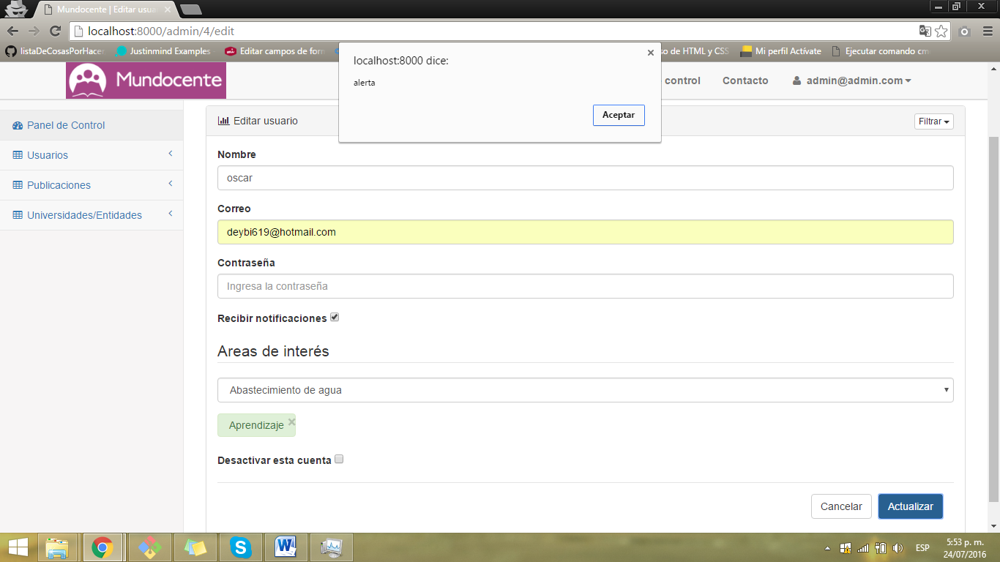 Mundocente | Editar usua
localhost:8000/admin/4/edit
listaDeCosasPorHacer
Justinmind Examples
Editar campos de for
so de HTML y CSS
Mi perfil Actívate
Ejecutar comando cm
localhost:8000 dice:
alerta
Aceptar
Mundocente
control
Contacto
admin@admin.com
Panel de Control
Usuarios
Publicaciones
Universidades/Entidades
Editar usuario
Filtrar
Nombre
oscar
Correo
deybi619@hotmail.com
Contraseña
Ingresa la contraseña
Recibir notificaciones
Areas de interés
Abastecimiento de agua
Aprendizaje
Desactivar esta cuenta
Cancelar
Actualizar
ESP
5:53 p. m.
24/07/2016